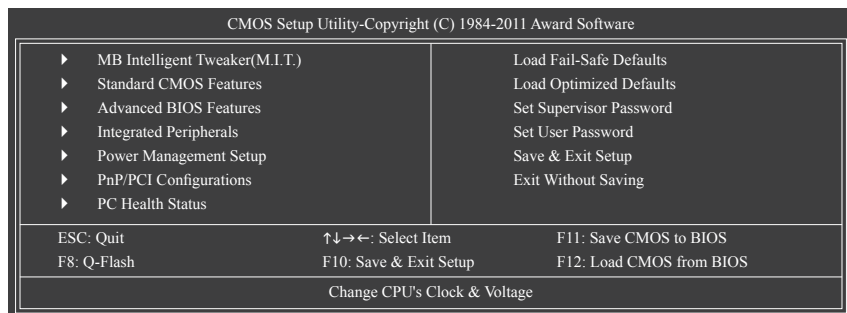 CMOS Setup Utility-Copyright (C) 1984-2011 Award Software
MB Intelligent Tweaker(M.I.T.)
Standard CMOS Features
Advanced BIOS Features
Integrated Peripherals
Power Management Setup
PnP/PCI Configurations
PC Health Status
Load Fail-Safe Defaults
Load Optimized Defaults
Set Supervisor Password
Set User Password
Save & Exit Setup
Exit Without Saving
ESC: Quit ↑↓→←: Select Item F11: Save CMOS to BIOS
F8: Q-Flash F10: Save & Exit Setup F12: Load CMOS from BIOS
Change CPU's Clock & Voltage